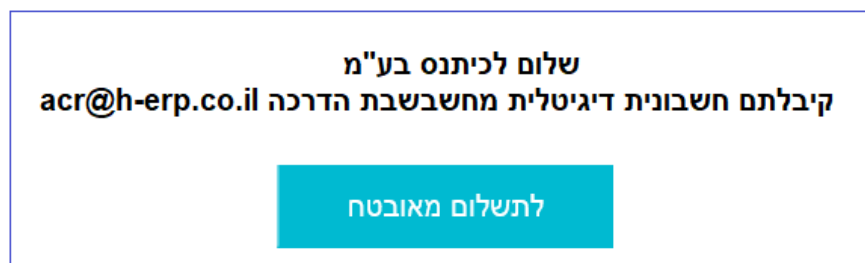 שלום לכיתנס בע"מ
קיבלתם חשבונית דיגיטלית מחשבשבת הדרכה acr@h-erp.co.il
לתשלום מאובטח